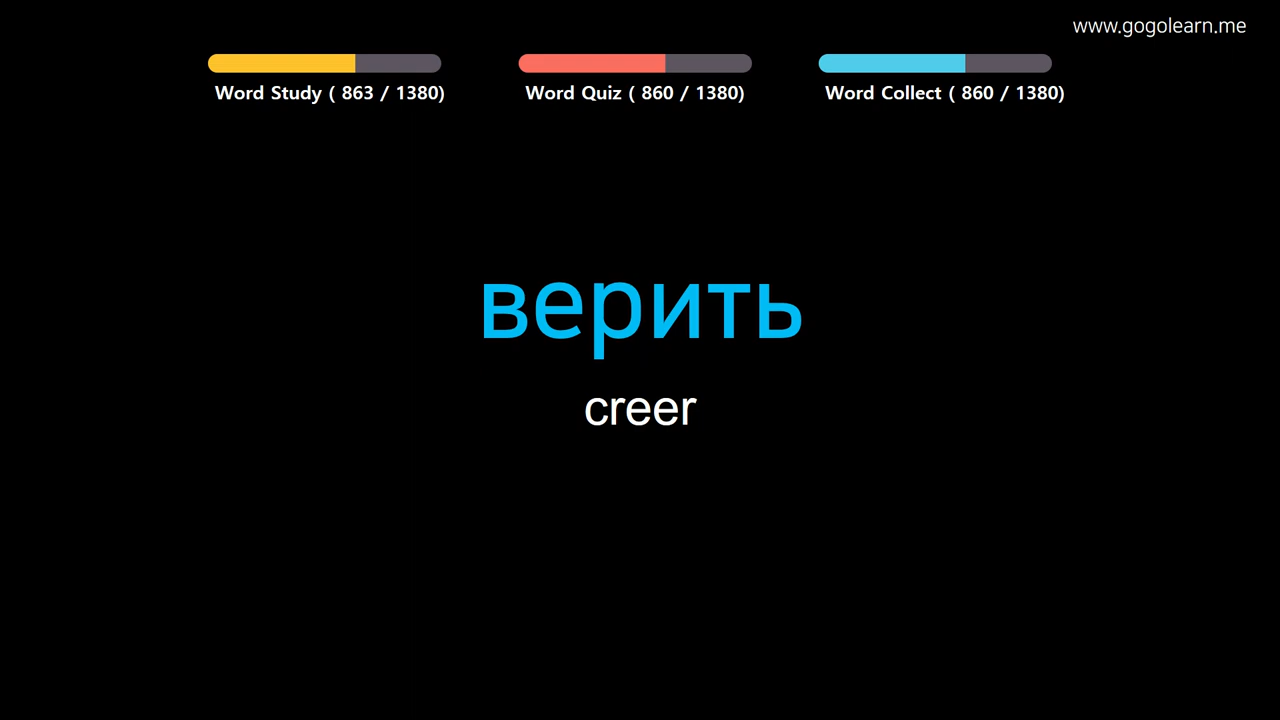 www.gogolearn.me
Word Study ( 863 / 1380)
Word Quiz ( 860 / 1380)
Word Collect ( 860 / 1380)
верить
creer